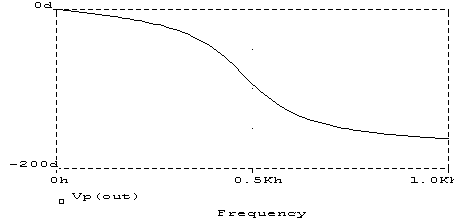 0d
-200d
0h 0.5Kh 1.0Kh
Vp(out)
Frequency